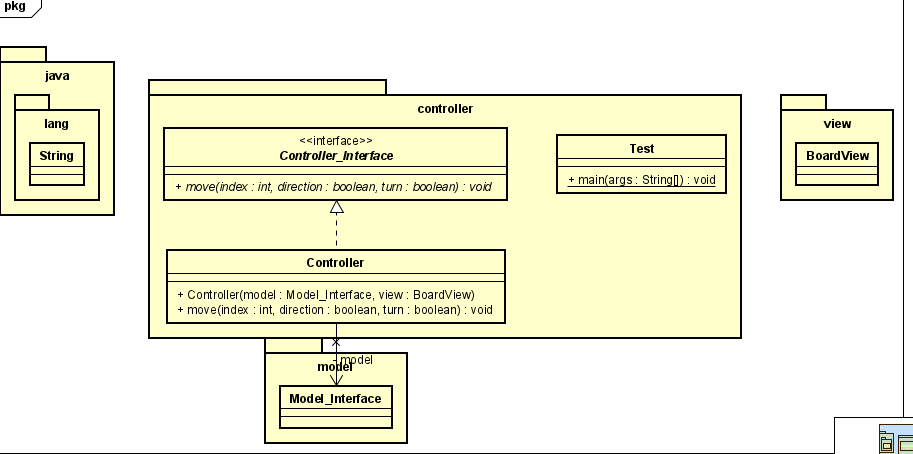 pkg
java
lang
String
controller
<<interface>>
Controller_Interface
+ move(index : int, direction : boolean, turn : boolean) : void
Test
+ main(args : String[]) : void
view
BoardView
Controller
+ Controller(model : Model_Interface, view : BoardView)
+ move(index : int, direction : boolean, turn : boolean) : void
- model
model
Model_Interface